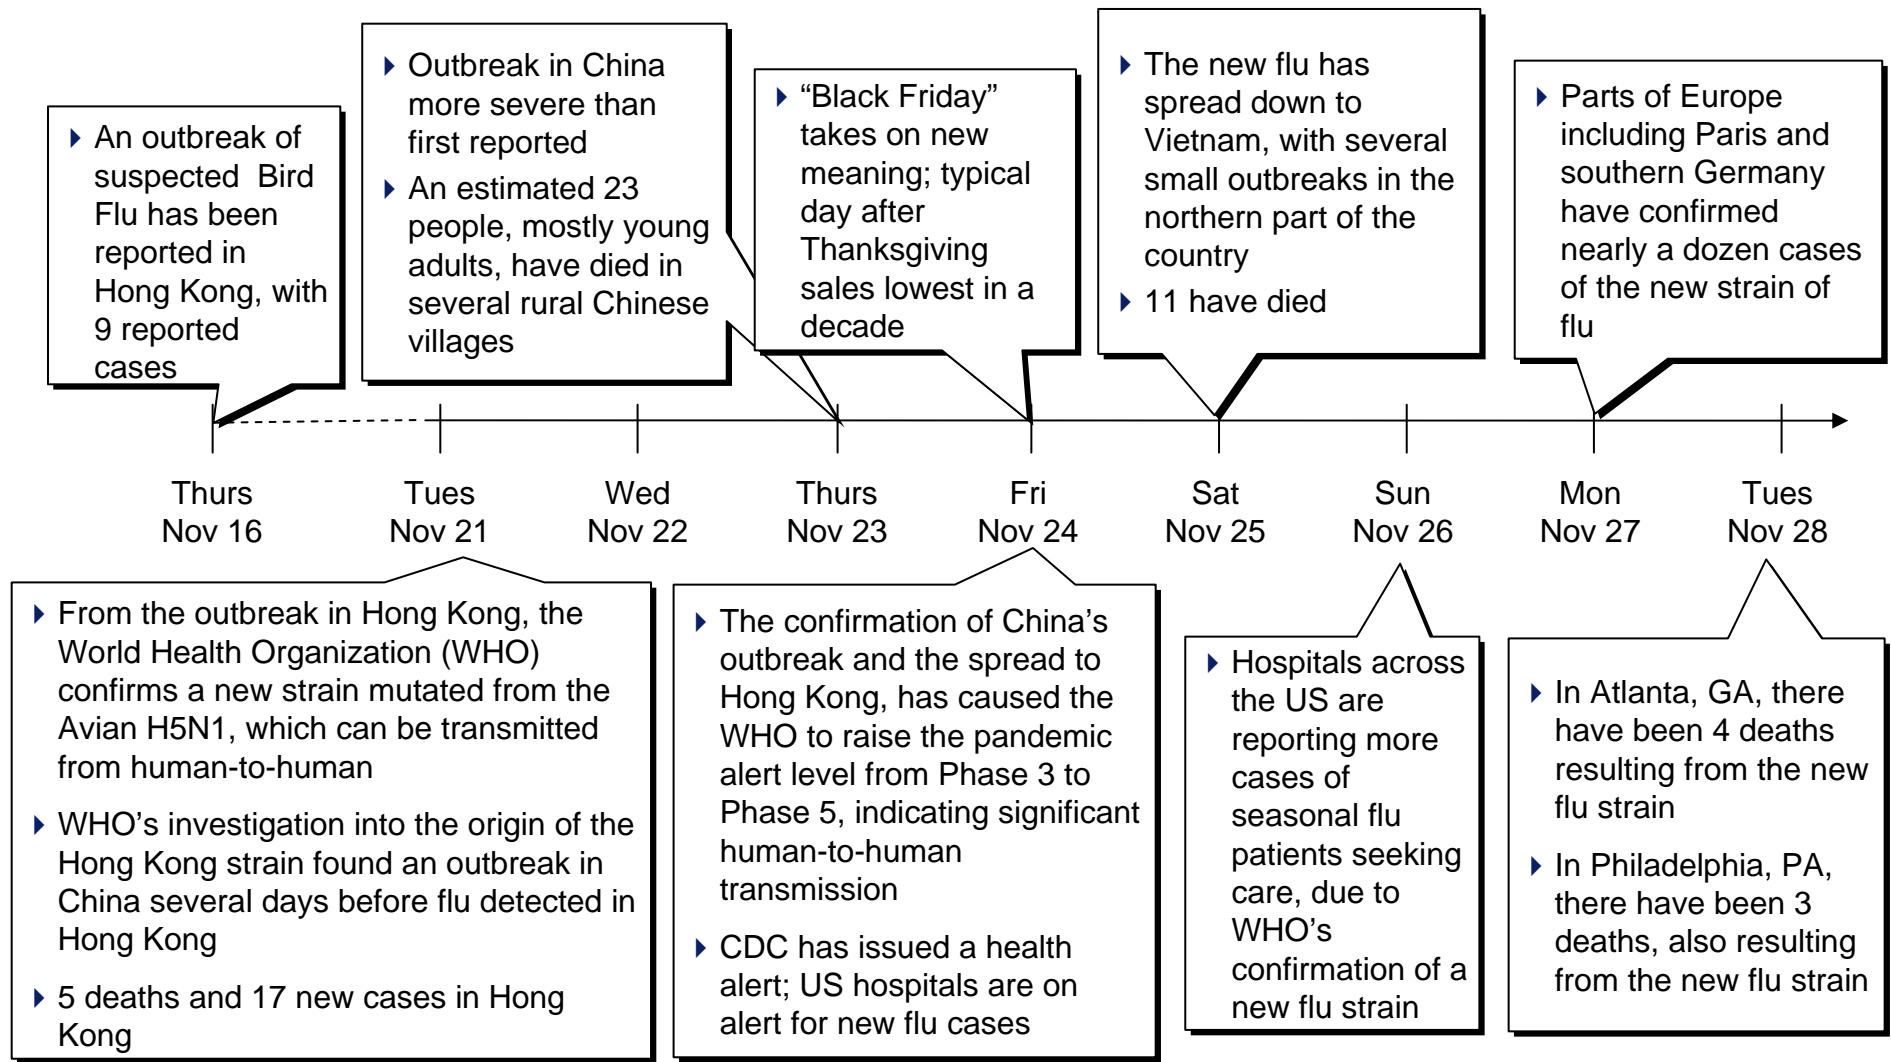 An outbreak of
suspected Bird
Flu has been
reported in
Hong Kong, with
9 reported
cases
Outbreak in China
more severe than
first reported
An estimated 23
people, mostly young
adults, have died in
several rural Chinese
villages
“Black Friday”
takes on new
meaning; typical
day after
Thanksgiving
sales lowest in a
decade
The new flu has
spread down to
Vietnam, with several
small outbreaks in the
northern part of the
country
11 have died
Parts of Europe
including Paris and
southern Germany
have confirmed
nearly a dozen cases
of the new strain of
flu
Thurs
Nov 16
Tues
Nov 21
Wed
Nov 22
Thurs
Nov 23
Fri
Nov 24
Sat
Nov 25
Sun
Nov 26
Mon
Nov 27
Tues
Nov 28
From the outbreak in Hong Kong, the
World Health Organization (WHO)
confirms a new strain mutated from the
Avian H5N1, which can be transmitted
from human-to-human
WHO’s investigation into the origin of the
Hong Kong strain found an outbreak in
China several days before flu detected in
Hong Kong
5 deaths and 17 new cases in Hong
Kong
The confirmation of China’s
outbreak and the spread to
Hong Kong, has caused the
WHO to raise the pandemic
alert level from Phase 3 to
Phase 5, indicating significant
human-to-human
transmission
CDC has issued a health
alert; US hospitals are on
alert for new flu cases
Hospitals across
the US are
reporting more
cases of
seasonal flu
patients seeking
care, due to
WHO’s
confirmation of a
new flu strain
In Atlanta, GA, there
have been 4 deaths
resulting from the new
flu strain
In Philadelphia, PA,
there have been 3
deaths, also resulting
from the new flu strain